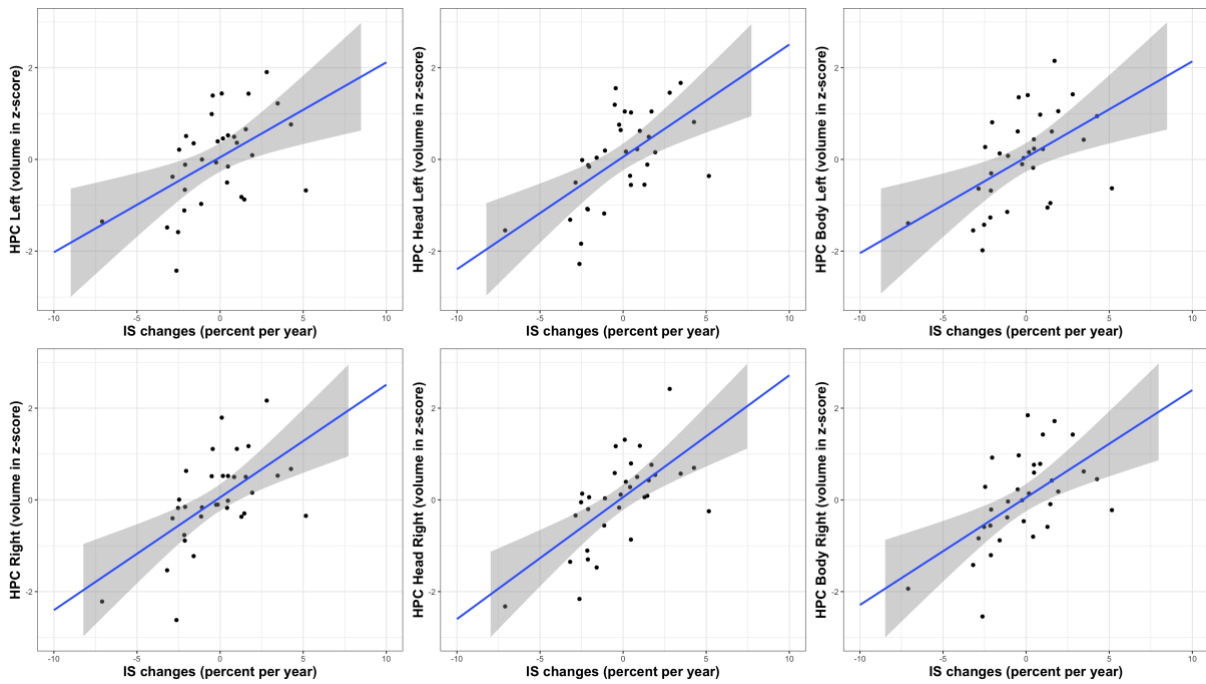 HPC Left (volume in z-score)
2
0
-2
-10 -5 0 5 10
IS changes (percent per year)
HPC Head Left (volume in z-score)
2
0
-2
-10 -5 0 5 10
IS changes (percent per year)
HPC Body Left (volume in z-score)
2
0
-2
-10 -5 0 5 10
IS changes (percent per year)
HPC Right (volume in z-score)
2
0
-2
-10 -5 0 5 10
IS changes (percent per year)
HPC Head Right (volume in z-score)
2
0
-2
-10 -5 0 5 10
IS changes (percent per year)
HPC Body Right (volume in z-score)
2
0
-2
-10 -5 0 5 10
IS changes (percent per year)